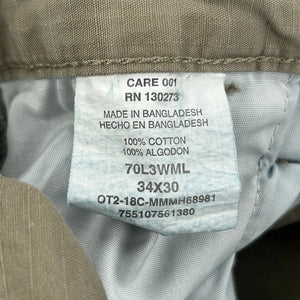 CARE 001
RN 130273
MADE IN BANGLADESH
HECHO EN BANGLADESH
100% COTTON
100% ALGODON
70L3WML
34X30
OT2-18C-MMMH68981
755107561380